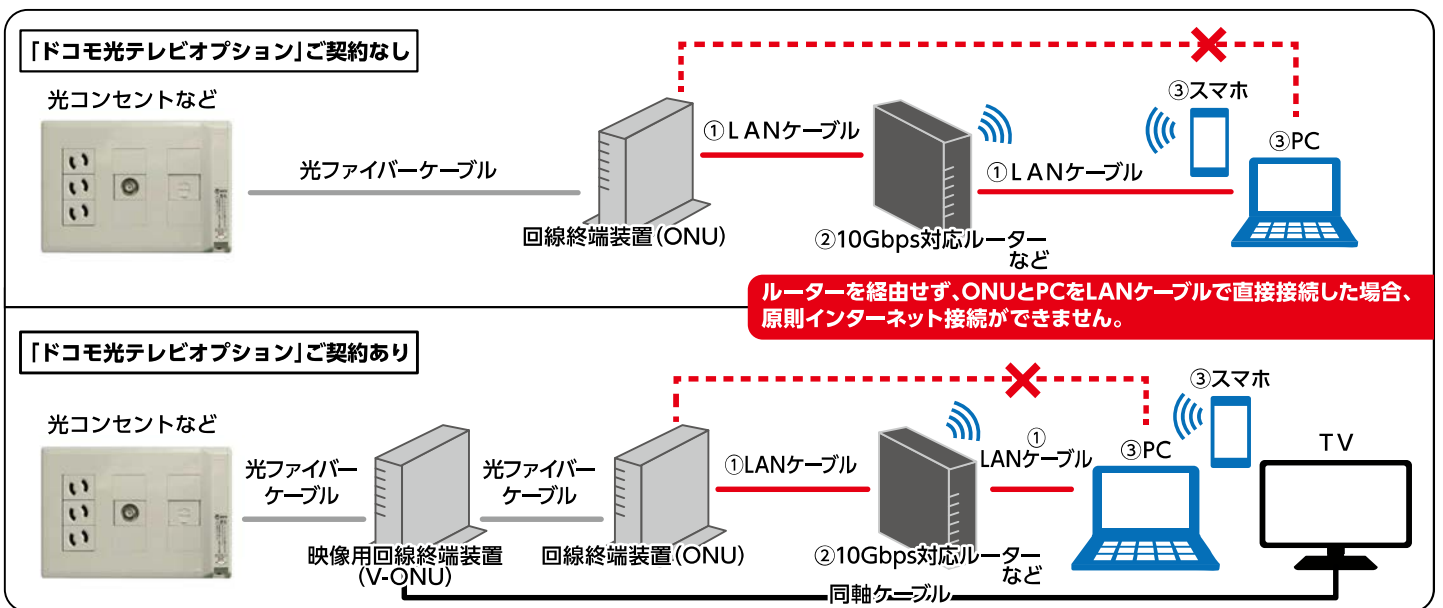 「ドコモ光テレビオプション」ご契約なし
光コンセントなど
光ファイバーケーブル
回線終端装置(ONU)
①LANケーブル
②10Gbps対応ルーター
など
①LANケーブル
③スマホ
③PC
ルーターを経由せず、ONUとPCをLANケーブルで直接接続した場合、
原則インターネット接続ができません。
「ドコモ光テレビオプション」ご契約あり
光コンセントなど
光ファイバー
ケーブル
映像用回線終端装置
(V-ONU)
光ファイバー
ケーブル
回線終端装置(ONU)
①LANケーブル
②10Gbps対応ルーター
など
①
LANケーブル
③PC
③スマホ
TV
同軸ケーブル